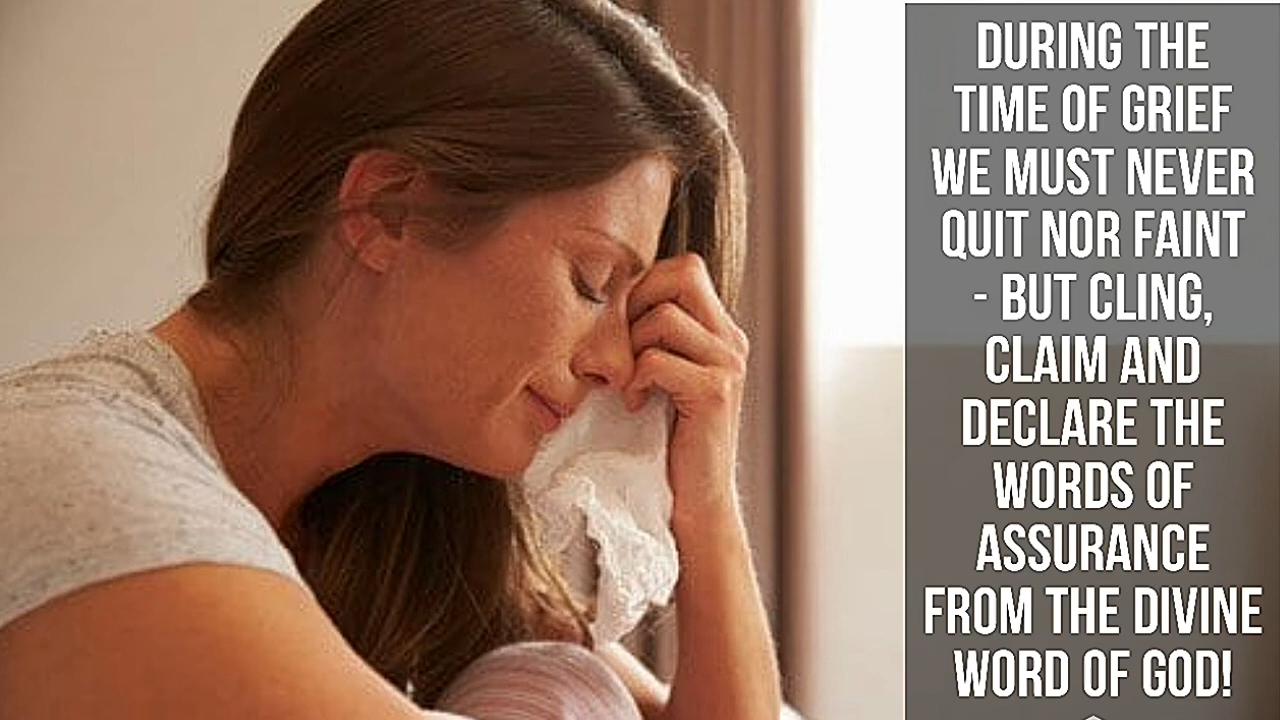 DURING THE
TIME OF GRIEF
WE MUST NEVER
QUIT NOR FAINT
- BUT CLING,
CLAIM AND
DECLARE THE
WORDS OF
ASSURANCE
FROM THE DIVINE
WORD OF GOD!